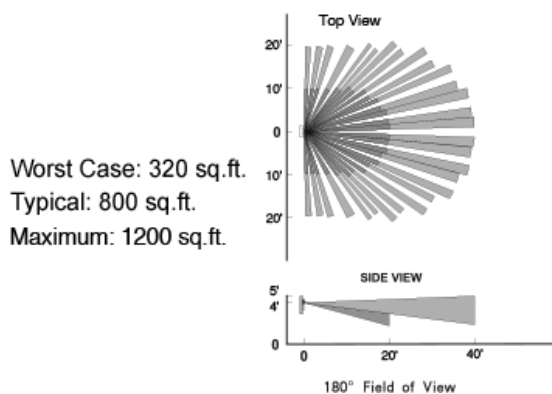 Top View
20'
10'
0
10'
20'
Worst Case: 320 sq.ft.
Typical: 800 sq.ft.
Maximum: 1200 sq.ft.
SIDE VIEW
5'
4'
0
0 20' 40'
180° Field of View